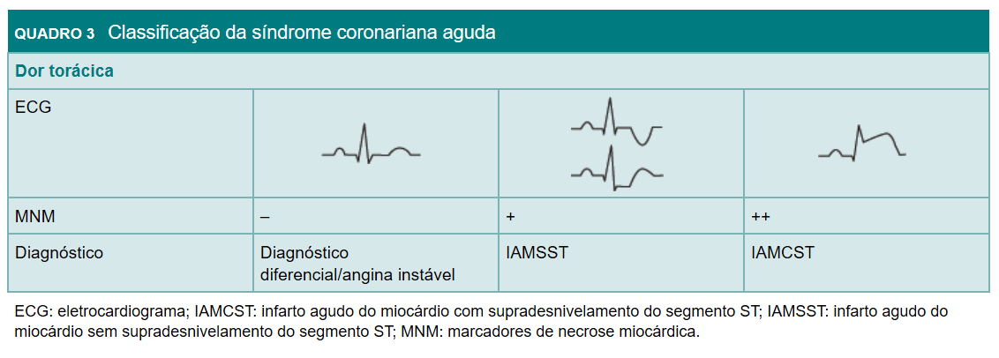 QUADRO 3 Classificação da síndrome coronariana aguda
Dor torácica
ECG
MNM
–
+
++
Diagnóstico
Diagnóstico
diferencial/angina instável
IAMSST
IAMCST
ECG: eletrocardiograma; IAMCST: infarto agudo do miocárdio com supradesnivelamento do segmento ST; IAMSST: infarto agudo do
miocárdio sem supradesnivelamento do segmento ST; MNM: marcadores de necrose miocárdica.